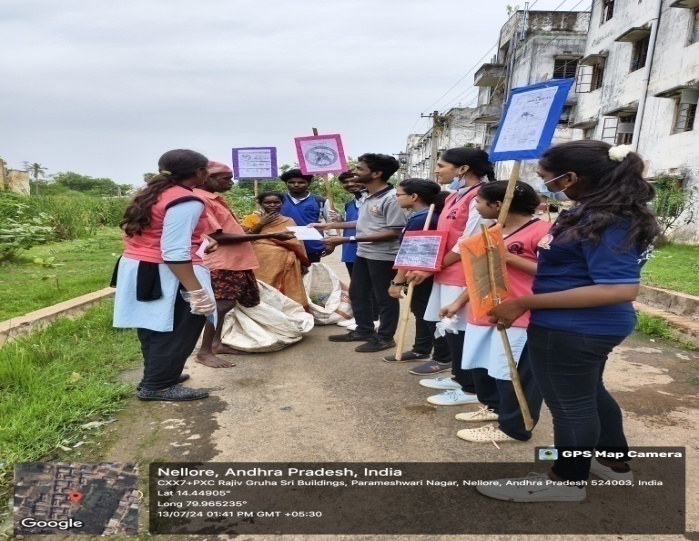 GPS Map Camera
Nellore, Andhra Pradesh, India
CXX7+PXC Rajiv Gruha Sri Buildings, Parameshwari Nagar, Nellore, Andhra Pradesh 524003, India
Lat 14.44905°
Long 79.965235°
13/07/24 01:41 PM GMT +05:30
Google